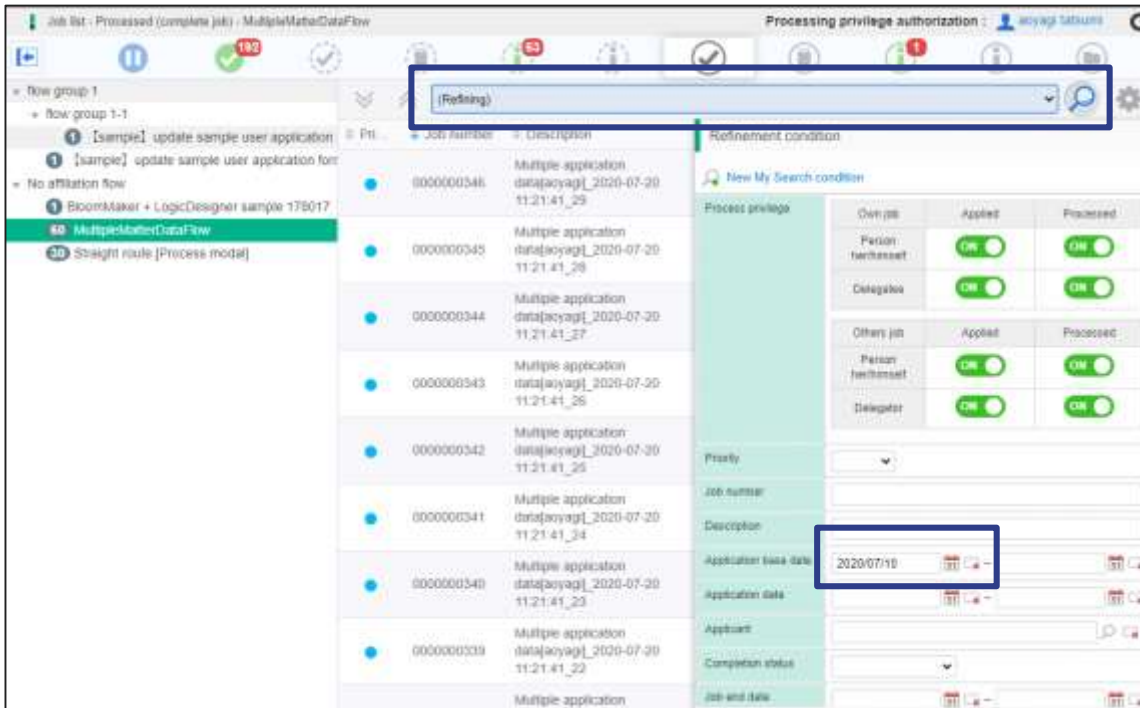 Job list - Processed (complete job) - MultipleMatterDataFlow
Processing privilege authorization : aoyagi tatsumi
192
63
1
flow group 1
flow group 1-1
1 【sample】 update sample user application
1 【sample】 update sample user application form
No affiliation flow
1 BloomMaker + LogicDesigner sample 178017
60 MultipleMatterDataFlow
30 Straight route [Process modal]
(Refining)
Pri... Job number Description
0000000346 Multiple application
data[aoyagi]_2020-07-20
11:21:41_29
0000000345 Multiple application
data[aoyagi]_2020-07-20
11:21:41_28
0000000344 Multiple application
data[aoyagi]_2020-07-20
11:21:41_27
0000000343 Multiple application
data[aoyagi]_2020-07-20
11:21:41_26
0000000342 Multiple application
data[aoyagi]_2020-07-20
11:21:41_25
0000000341 Multiple application
data[aoyagi]_2020-07-20
11:21:41_24
0000000340 Multiple application
data[aoyagi]_2020-07-20
11:21:41_23
0000000339 Multiple application
data[aoyagi]_2020-07-20
11:21:41_22
Multiple application
Refinement condition
New My Search condition
Process privilege
Own job Applied Processed
Person
her/himself ON ON
Delegatee ON ON
Others job Applied Processed
Person
her/himself ON ON
Delegator ON ON
Priority
Job number
Description
Application base date 2020/07/10 -
Application date -
Applicant
Completion status
Job end date -